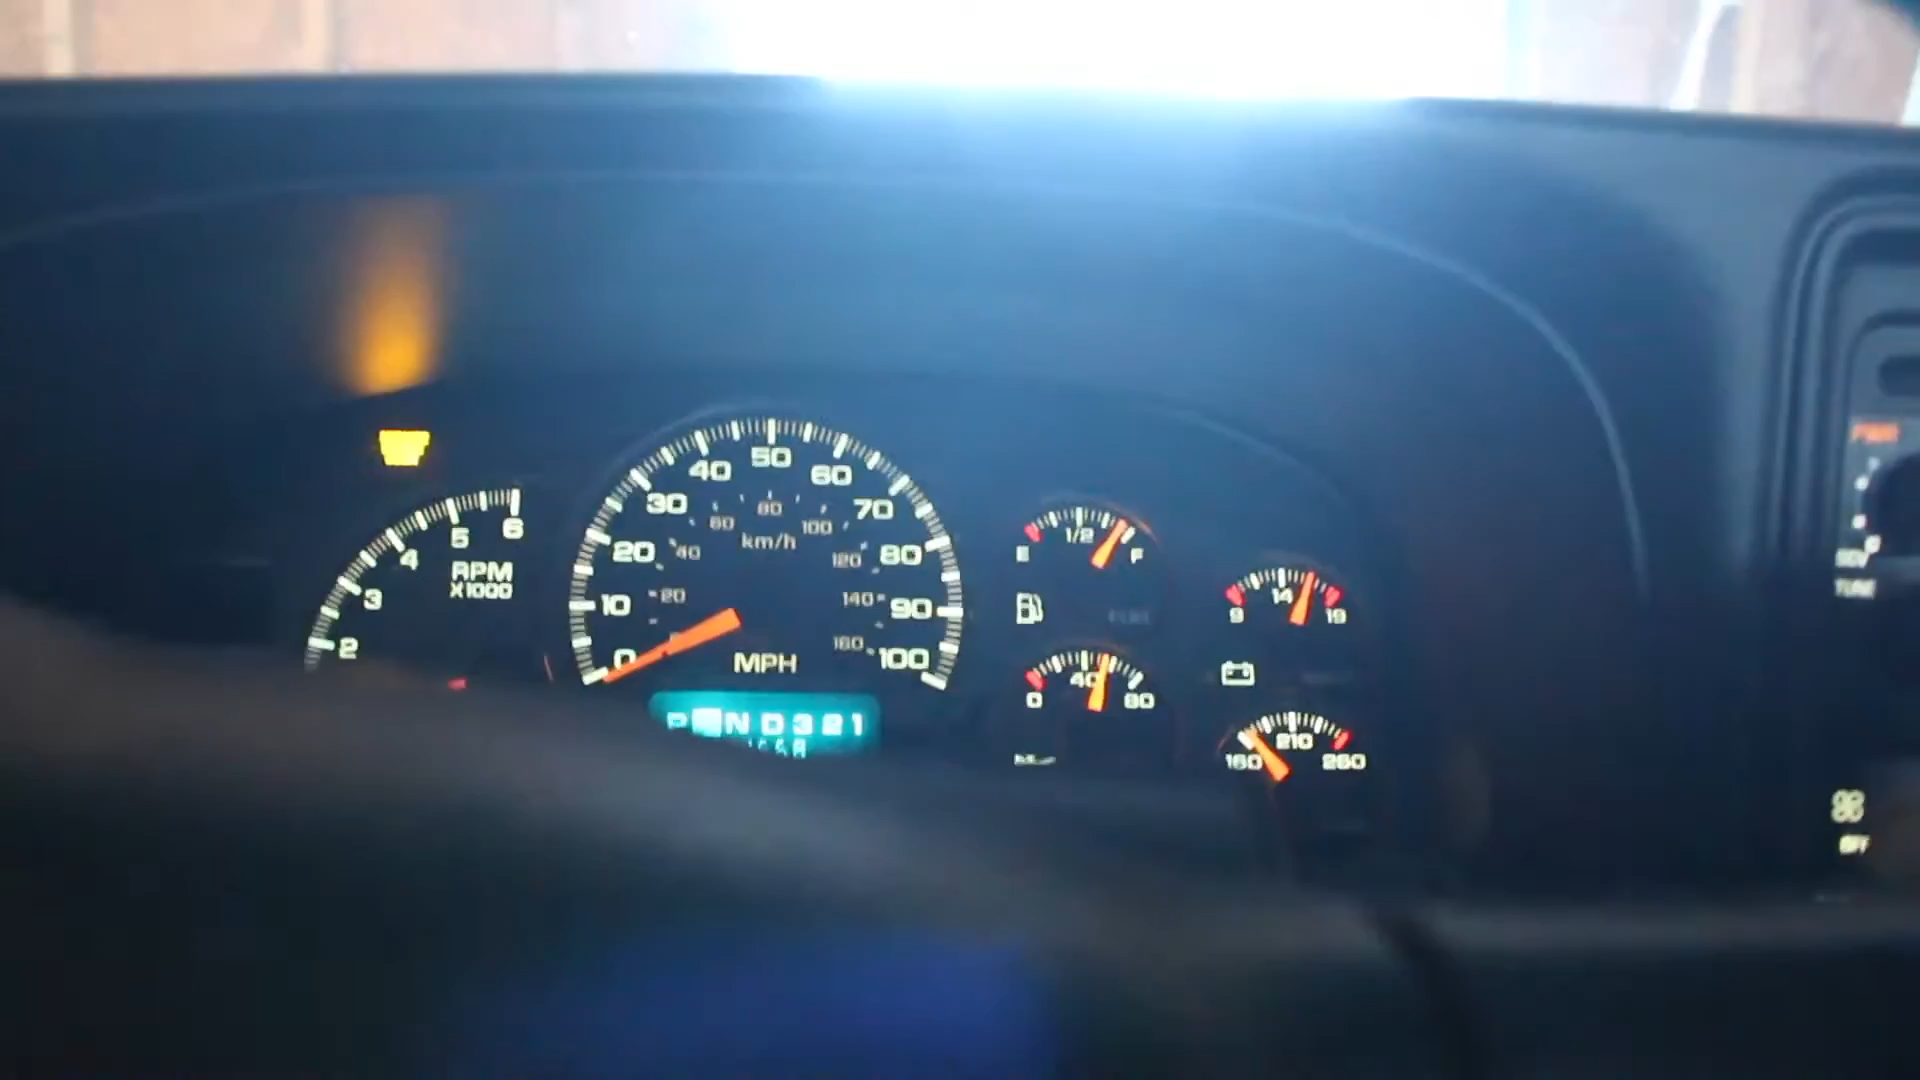 50
40 60
30 80 70
60 100
km/h
20 40 120 80
10 20 140 90
0 MPH 160 100
6
5
4
RPM
X1000
3
2
P N D 3 2 1
E 1/2 F
9 14 19
0 40 80
160 210 260
OFF